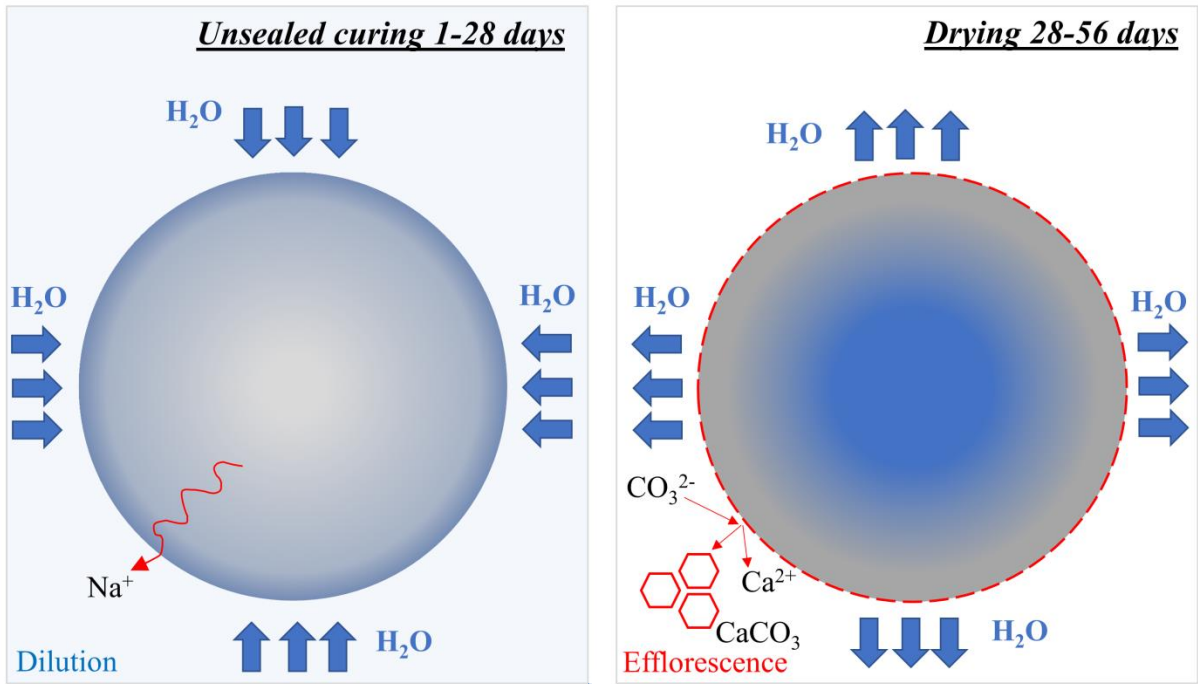 Unsealed curing 1-28 days
H₂O
H₂O
H₂O
Na⁺
H₂O
Dilution
Drying 28-56 days
H₂O
H₂O
H₂O
CO₃²⁻
Ca²⁺
CaCO₃
H₂O
Efflorescence